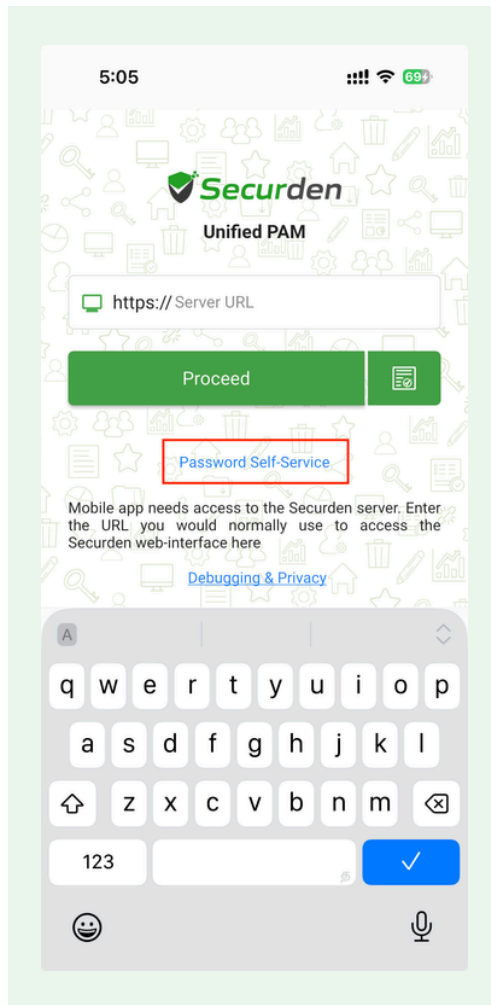 5:05
69
Securden
Unified PAM
https:// Server URL
Proceed
Password Self-Service
Mobile app needs access to the Securden server. Enter
the URL you would normally use to access the
Securden web-interface here
Debugging & Privacy
A
q w e r t y u i o p
a s d f g h j k l
z x c v b n m
123